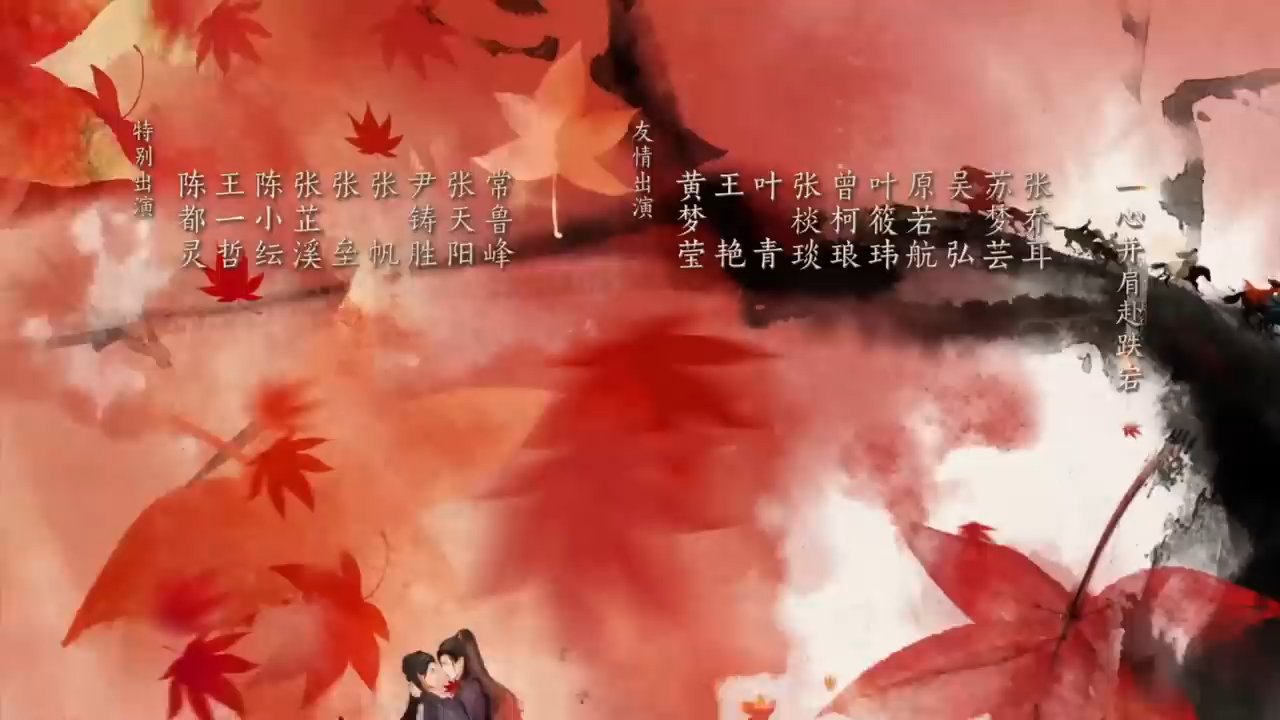 一心并肩赴跌宕
友情出演
张乔耳
苏梦芸
吴弘
原若航
叶筱玮
曾柯琅
张棪琰
叶青
王艳
黄梦莹
特别出演
常鲁峰
张天阳
尹铸胜
张帆
张垒
张芷溪
陈小纭
王一哲
陈都灵